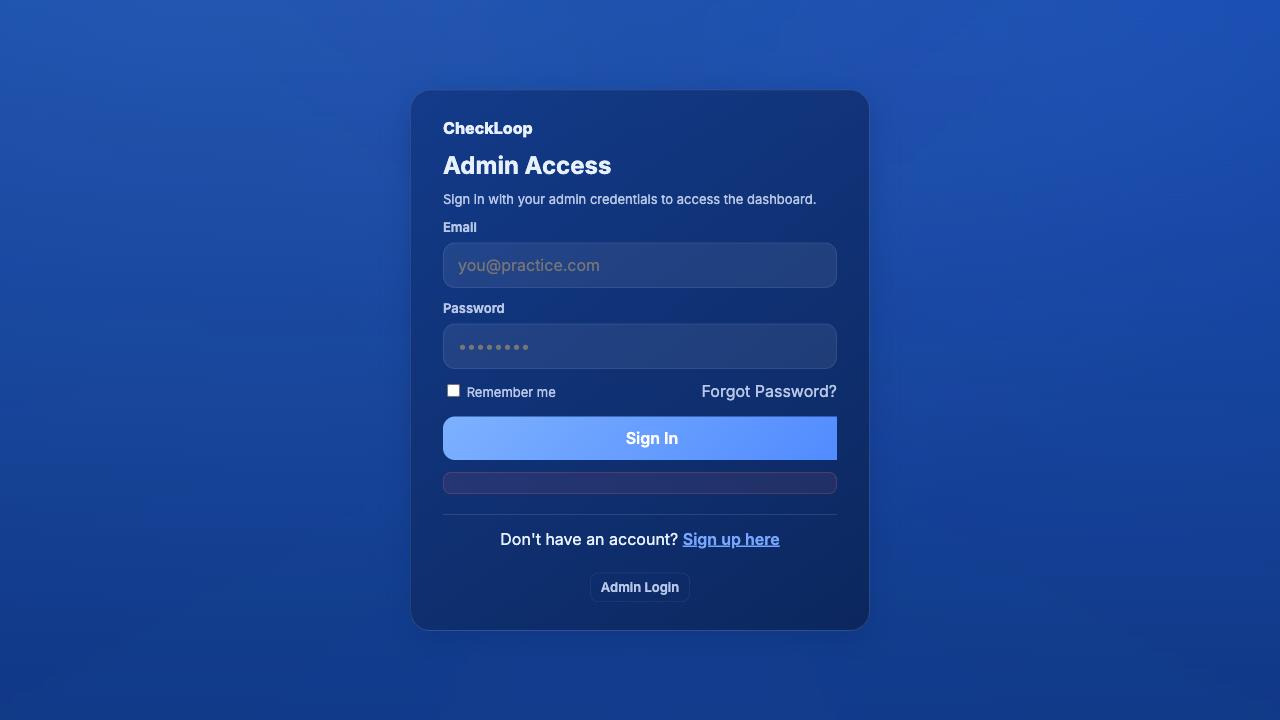 CheckLoop
Admin Access
Sign in with your admin credentials to access the dashboard.
Email
you@practice.com
Password
••••••••
Remember me
Forgot Password?
Sign In
Don't have an account? Sign up here
Admin Login